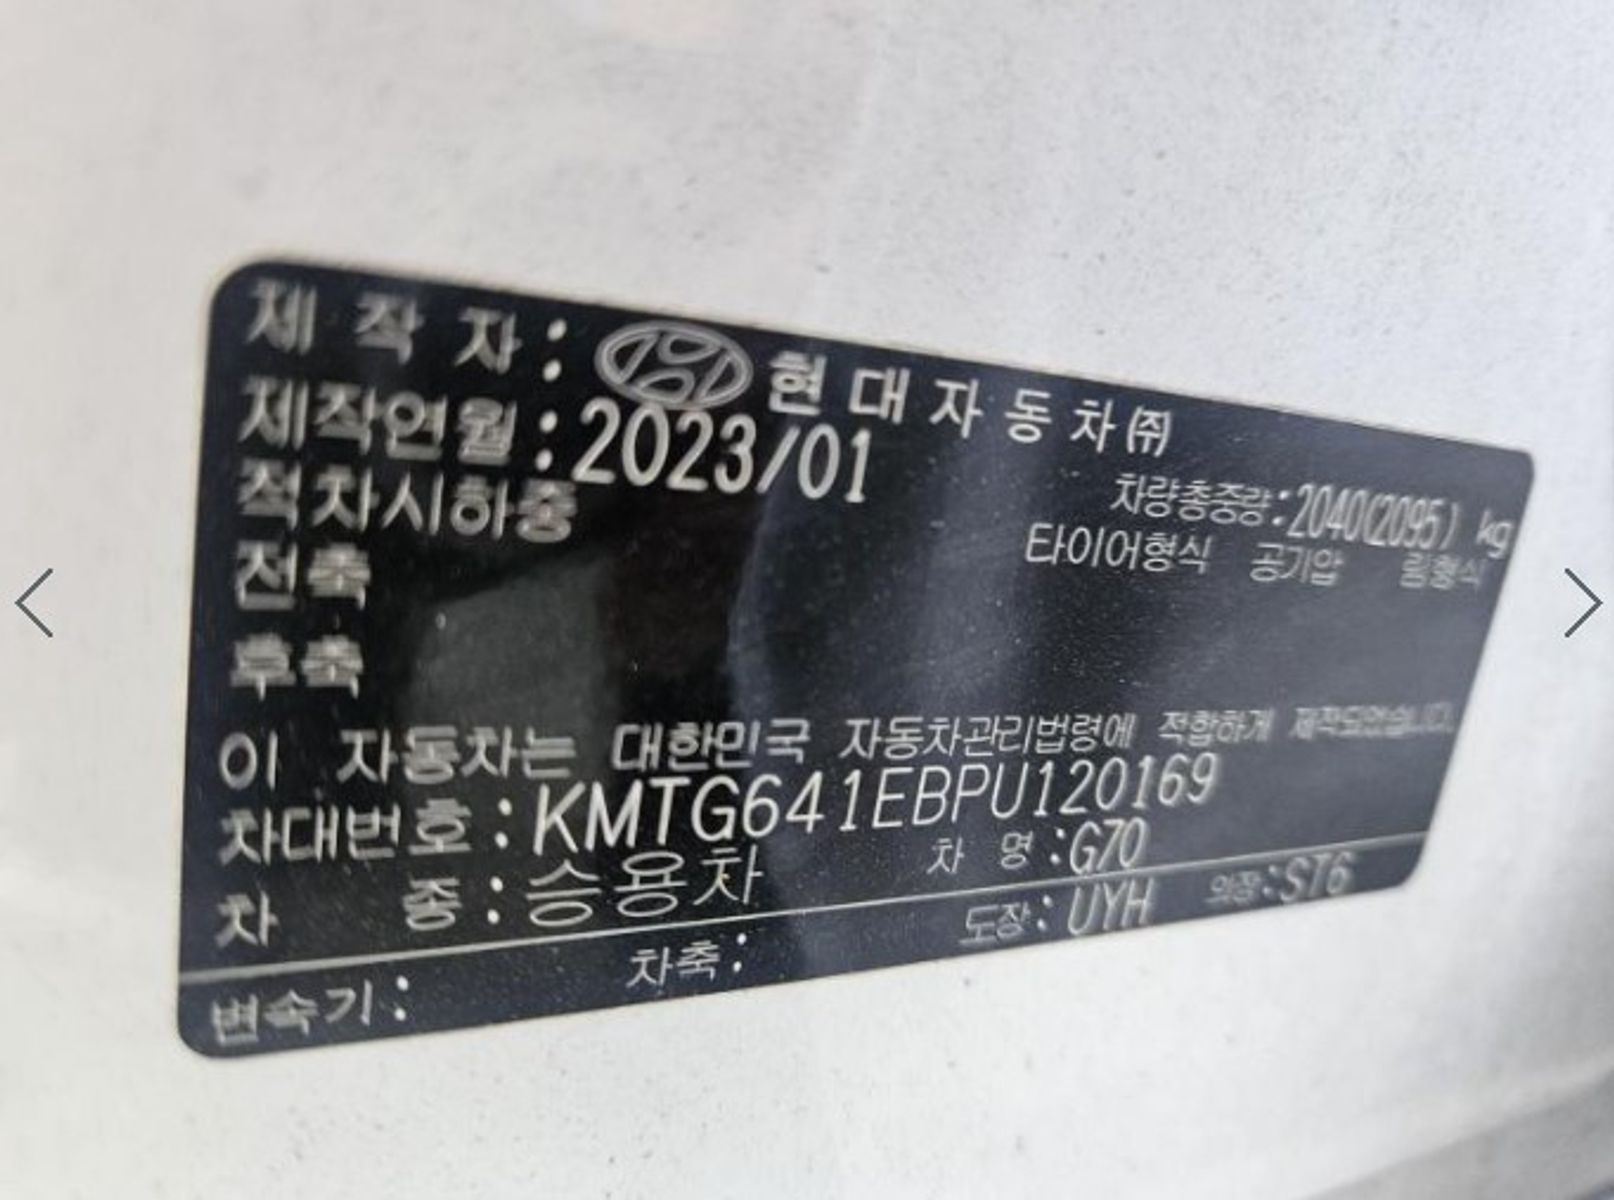 제 작 자 : 현 대 자 동 차 ㈜
제작연월 : 2023/01
적차시하중 차량총중량 : 2040(2095) kg
타이어형식 공기압 림형식
전축
후축
이 자동차는 대한민국 자동차관리법령에 적합하게 제작되었습니다.
차대번호 : KMTG641EBPU120169
차 종 : 승용차 차 명 : G70
변속기 : 차축 : 도장 : UYH 의장 : ST6